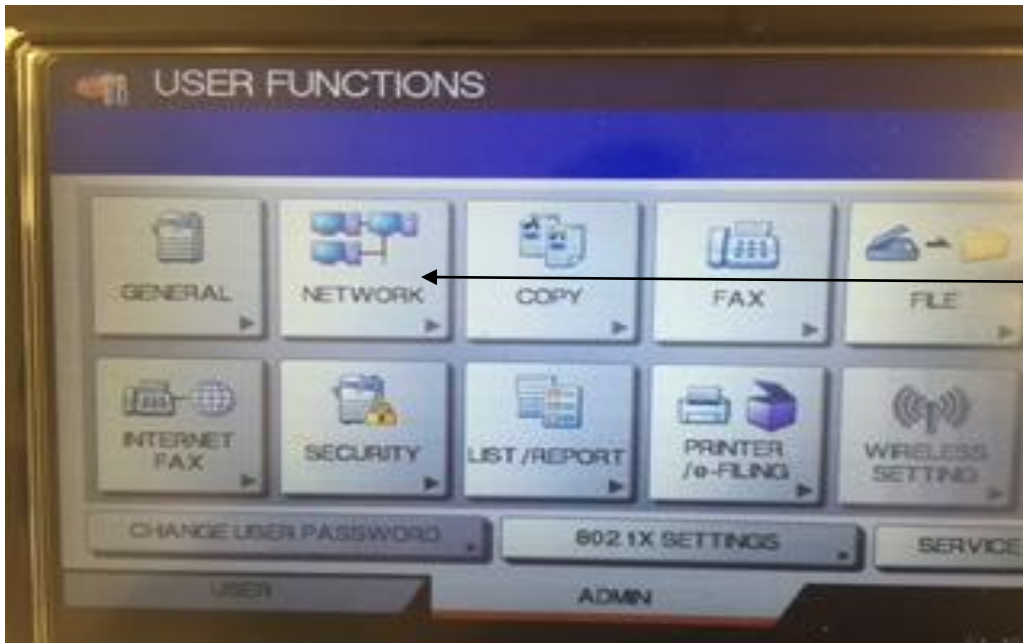 USER FUNCTIONS
GENERAL
NETWORK
COPY
FAX
FILE
INTERNET
FAX
SECURITY
LIST/REPORT
PRINTER
/e-FILING
WIRELESS
SETTING
CHANGE USER PASSWORD
802.1X SETTINGS
SERVICE
USER
ADMIN